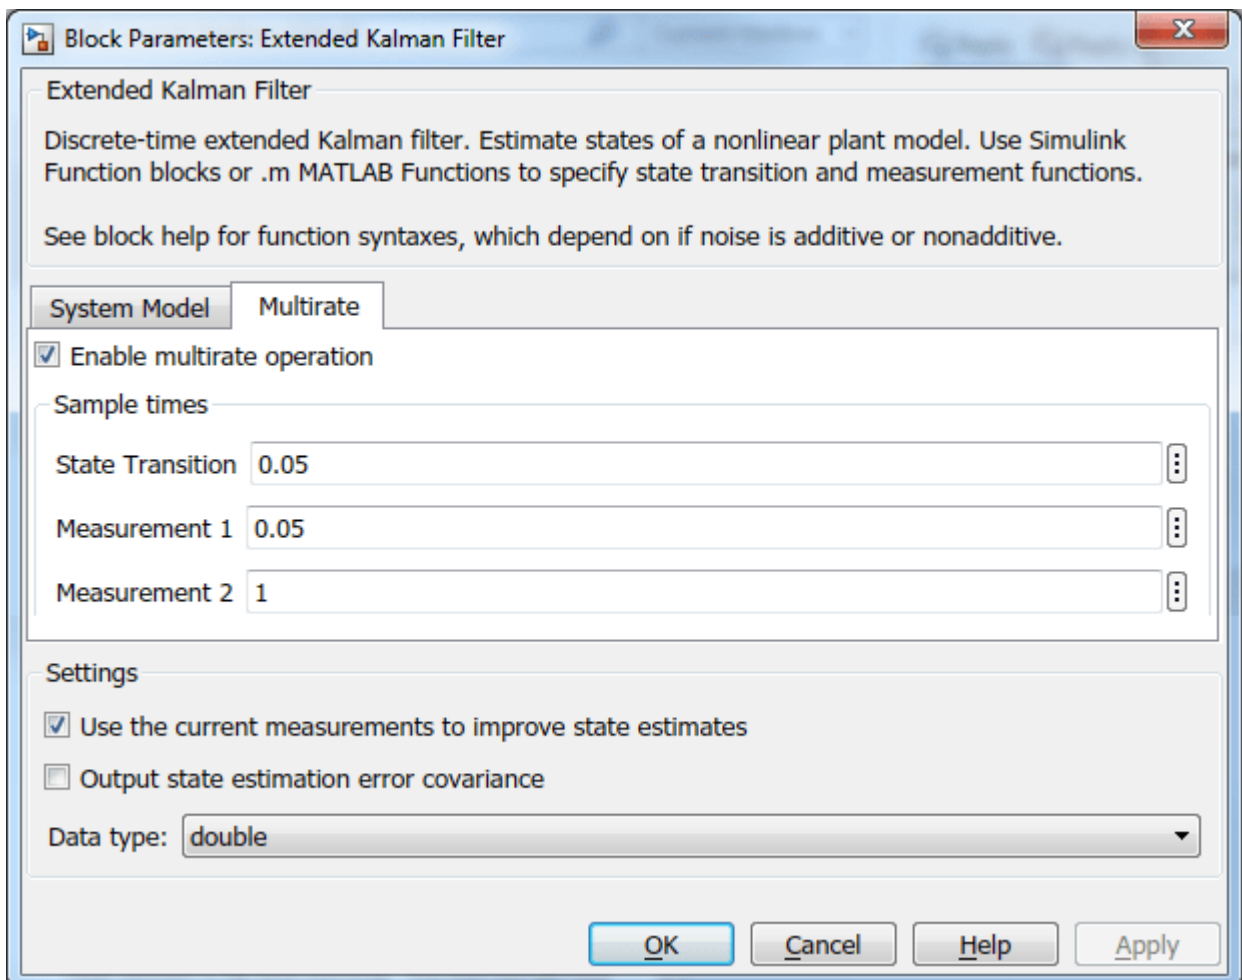 Block Parameters: Extended Kalman Filter
Extended Kalman Filter
Discrete-time extended Kalman filter. Estimate states of a nonlinear plant model. Use Simulink
Function blocks or .m MATLAB Functions to specify state transition and measurement functions.
See block help for function syntaxes, which depend on if noise is additive or nonadditive.
System Model Multirate
Enable multirate operation
Sample times
State Transition 0.05
Measurement 1 0.05
Measurement 2 1
Settings
Use the current measurements to improve state estimates
Output state estimation error covariance
Data type: double
OK Cancel Help Apply